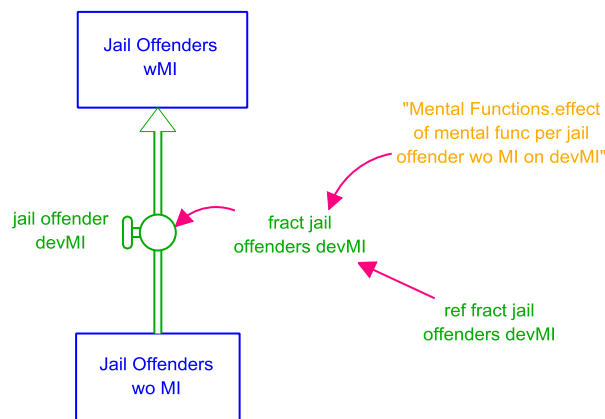 Jail Offenders
wMI
"Mental Functions.effect
of mental func per jail
offender wo MI on devMI"
jail offender
devMI
fract jail
offenders devMI
ref fract jail
offenders devMI
Jail Offenders
wo MI